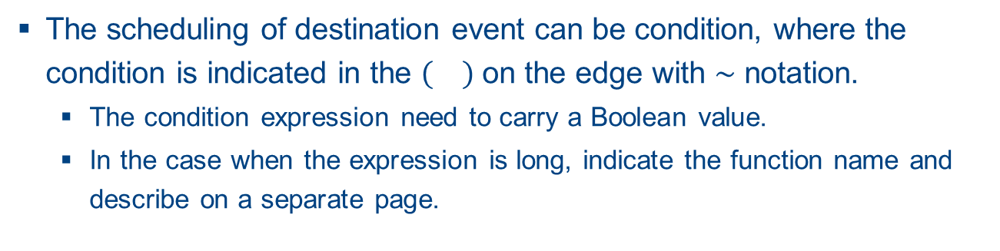 ▪ The scheduling of destination event can be condition, where the
condition is indicated in the ( ) on the edge with ~ notation.
▪ The condition expression need to carry a Boolean value.
▪ In the case when the expression is long, indicate the function name and
describe on a separate page.